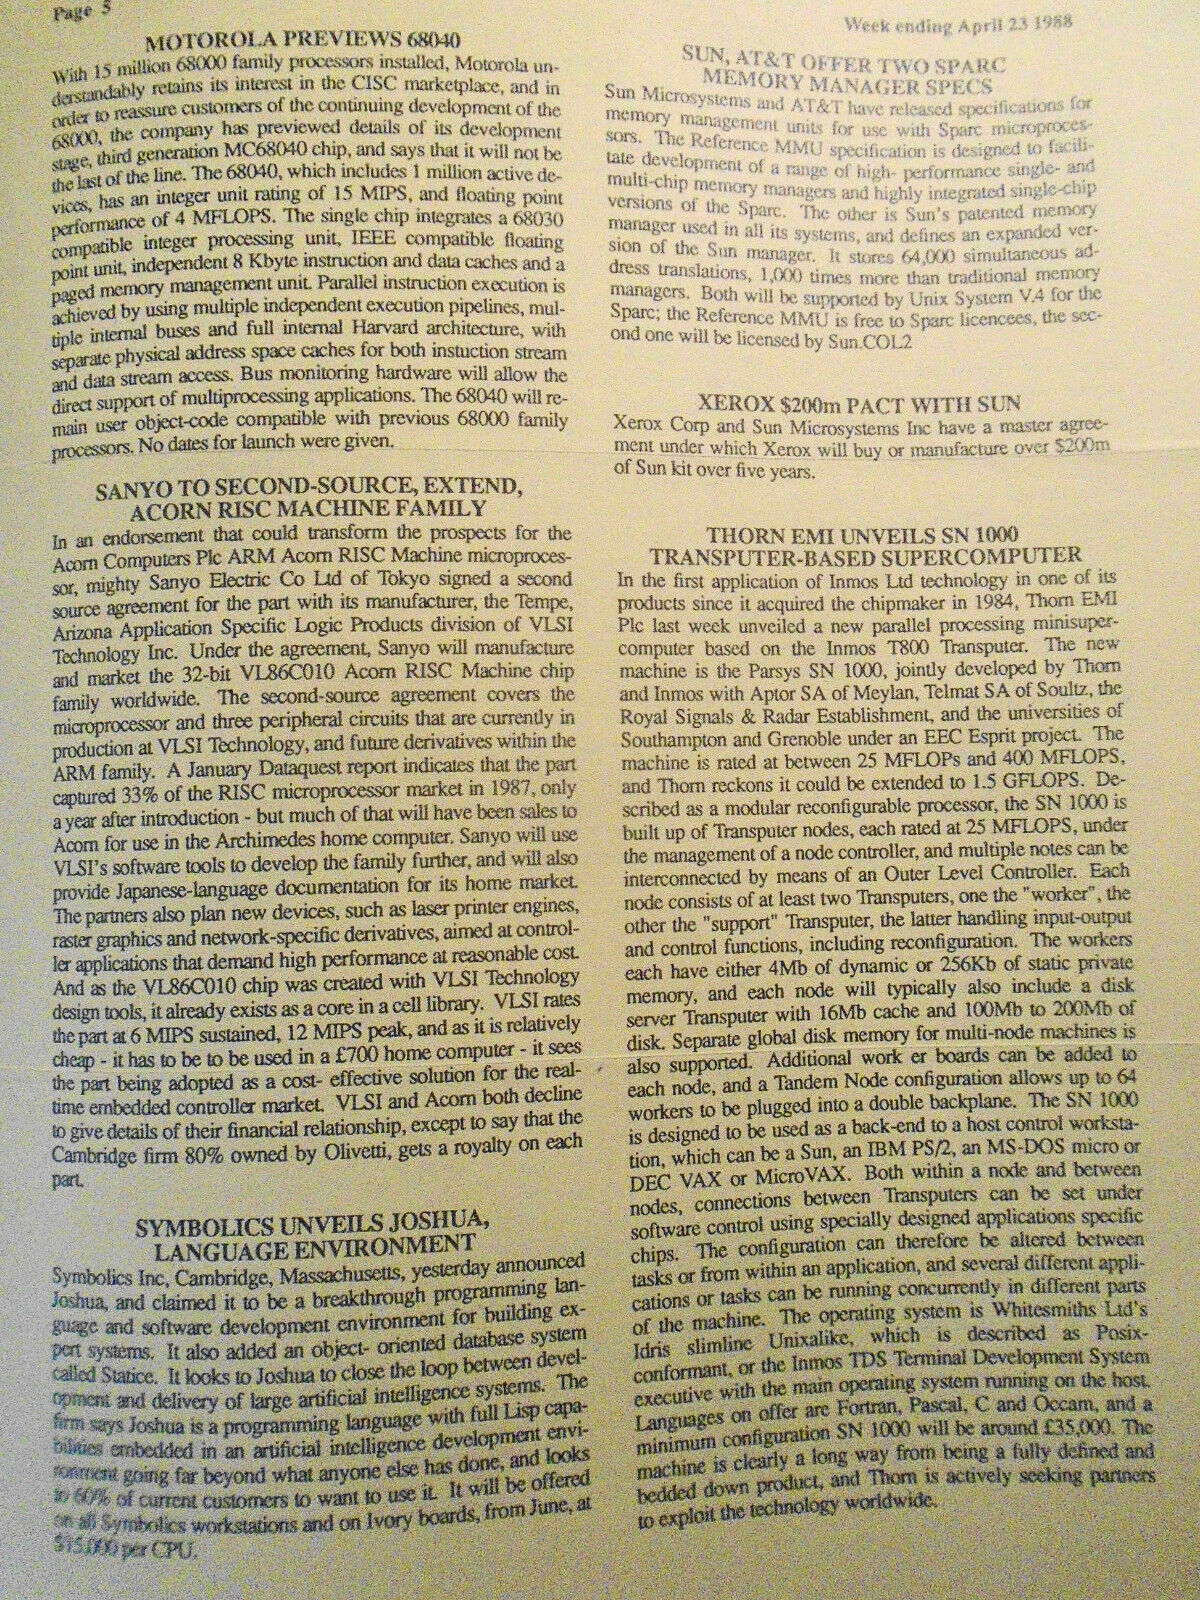 Page 5
Week ending April 23 1988
MOTOROLA PREVIEWS 68040
With 15 million 68000 family processors installed, Motorola un-
derstandably retains its interest in the CISC marketplace, and in
order to reassure customers of the continuing development of the
68000, the company has previewed details of its development
stage, third generation MC68040 chip, and says that it will not be
the last of the line. The 68040, which includes 1 million active de-
vices, has an integer unit rating of 15 MIPS, and floating point
performance of 4 MFLOPS. The single chip integrates a 68030
compatible integer processing unit, IEEE compatible floating
point unit, independent 8 Kbyte instruction and data caches and a
paged memory management unit. Parallel instruction execution is
achieved by using multiple independent execution pipelines, mul-
tiple internal buses and full internal Harvard architecture, with
separate physical address space caches for both instuction stream
and data stream access. Bus monitoring hardware will allow the
direct support of multiprocessing applications. The 68040 will re-
main user object-code compatible with previous 68000 family
processors. No dates for launch were given.
SANYO TO SECOND-SOURCE, EXTEND,
ACORN RISC MACHINE FAMILY
In an endorsement that could transform the prospects for the
Acorn Computers Plc ARM Acorn RISC Machine microproces-
sor, mighty Sanyo Electric Co Ltd of Tokyo signed a second
source agreement for the part with its manufacturer, the Tempe,
Arizona Application Specific Logic Products division of VLSI
Technology Inc. Under the agreement, Sanyo will manufacture
and market the 32-bit VL86C010 Acorn RISC Machine chip
family worldwide. The second-source agreement covers the
microprocessor and three peripheral circuits that are currently in
production at VLSI Technology, and future derivatives within the
ARM family. A January Dataquest report indicates that the part
captured 33% of the RISC microprocessor market in 1987, only
a year after introduction - but much of that will have been sales to
Acorn for use in the Archimedes home computer. Sanyo will use
VLSI's software tools to develop the family further, and will also
provide Japanese-language documentation for its home market.
The partners also plan new devices, such as laser printer engines,
raster graphics and network-specific derivatives, aimed at control-
ler applications that demand high performance at reasonable cost.
And as the VL86C010 chip was created with VLSI Technology
design tools, it already exists as a core in a cell library. VLSI rates
the part at 6 MIPS sustained, 12 MIPS peak, and as it is relatively
cheap - it has to be to be used in a £700 home computer - it sees
the part being adopted as a cost- effective solution for the real-
time embedded controller market. VLSI and Acorn both decline
to give details of their financial relationship, except to say that the
Cambridge firm 80% owned by Olivetti, gets a royalty on each
part.
SYMBOLICS UNVEILS JOSHUA,
LANGUAGE ENVIRONMENT
Symbolics Inc, Cambridge, Massachusetts, yesterday announced
Joshua, and claimed it to be a breakthrough programming lan-
guage and software development environment for building ex-
pert systems. It also added an object- oriented database system
called Statice. It looks to Joshua to close the loop between devel-
opment and delivery of large artificial intelligence systems. The
firm says Joshua is a programming language with full Lisp capa-
bilities embedded in an artificial intelligence development envi-
ronment going far beyond what anyone else has done, and looks
to 60% of current customers to want to use it. It will be offered
on all Symbolics workstations and on Ivory boards, from June, at
$15,000 per CPU.
SUN, AT&T OFFER TWO SPARC
MEMORY MANAGER SPECS
Sun Microsystems and AT&T have released specifications for
memory management units for use with Sparc microproces-
sors. The Reference MMU specification is designed to facili-
tate development of a range of high- performance single- and
multi-chip memory managers and highly integrated single-chip
versions of the Sparc. The other is Sun's patented memory
manager used in all its systems, and defines an expanded ver-
sion of the Sun manager. It stores 64,000 simultaneous ad-
dress translations, 1,000 times more than traditional memory
managers. Both will be supported by Unix System V.4 for the
Sparc; the Reference MMU is free to Sparc licencees, the sec-
ond one will be licensed by Sun.COL2
XEROX $200m PACT WITH SUN
Xerox Corp and Sun Microsystems Inc have a master agree-
ment under which Xerox will buy or manufacture over $200m
of Sun kit over five years.
THORN EMI UNVEILS SN 1000
TRANSPUTER-BASED SUPERCOMPUTER
In the first application of Inmos Ltd technology in one of its
products since it acquired the chipmaker in 1984, Thorn EMI
Plc last week unveiled a new parallel processing minisuper-
computer based on the Inmos T800 Transputer. The new
machine is the Parsys SN 1000, jointly developed by Thorn
and Inmos with Aptor SA of Meylan, Telmat SA of Soultz, the
Royal Signals & Radar Establishment, and the universities of
Southampton and Grenoble under an EEC Esprit project. The
machine is rated at between 25 MFLOPs and 400 MFLOPS,
and Thorn reckons it could be extended to 1.5 GFLOPS. De-
scribed as a modular reconfigurable processor, the SN 1000 is
built up of Transputer nodes, each rated at 25 MFLOPS, under
the management of a node controller, and multiple notes can be
interconnected by means of an Outer Level Controller. Each
node consists of at least two Transputers, one the "worker", the
other the "support" Transputer, the latter handling input-output
and control functions, including reconfiguration. The workers
each have either 4Mb of dynamic or 256Kb of static private
memory, and each node will typically also include a disk
server Transputer with 16Mb cache and 100Mb to 200Mb of
disk. Separate global disk memory for multi-node machines is
also supported. Additional work er boards can be added to
each node, and a Tandem Node configuration allows up to 64
workers to be plugged into a double backplane. The SN 1000
is designed to be used as a back-end to a host control worksta-
tion, which can be a Sun, an IBM PS/2, an MS-DOS micro or
DEC VAX or MicroVAX. Both within a node and between
nodes, connections between Transputers can be set under
software control using specially designed applications specific
chips. The configuration can therefore be altered between
tasks or from within an application, and several different appli-
cations or tasks can be running concurrently in different parts
of the machine. The operating system is Whitesmiths Ltd's
Idris slimline Unixalike, which is described as Posix-
conformant, or the Inmos TDS Terminal Development System
executive with the main operating system running on the host.
Languages on offer are Fortran, Pascal, C and Occam, and a
minimum configuration SN 1000 will be around £35,000. The
machine is clearly a long way from being a fully defined and
bedded down product, and Thorn is actively seeking partners
to exploit the technology worldwide.